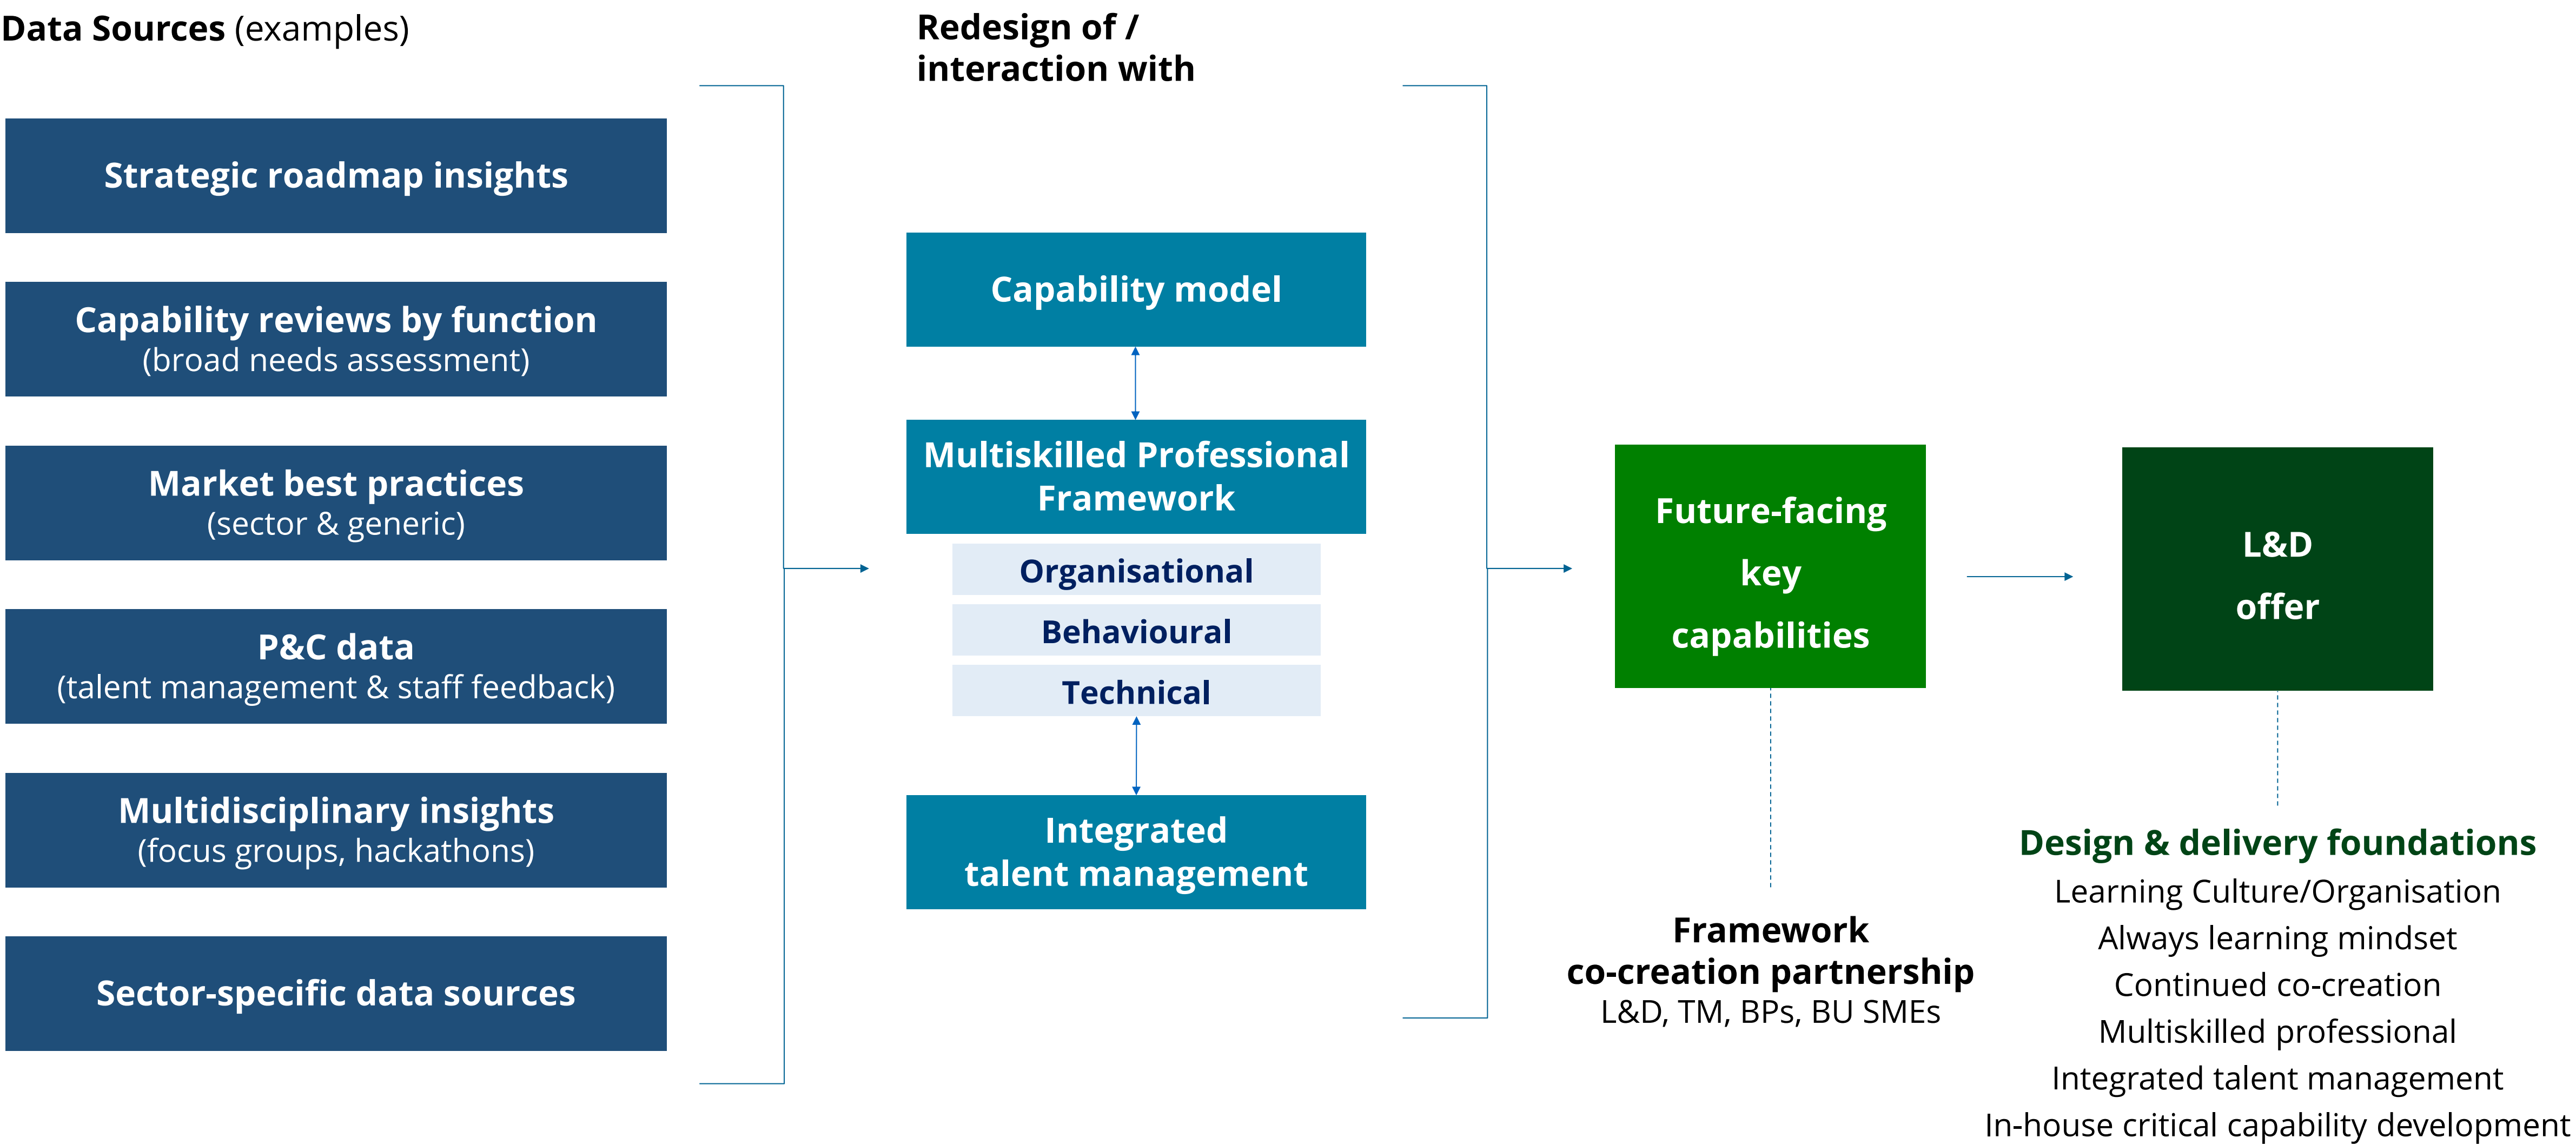 Data Sources (examples)
Strategic roadmap insights
Capability reviews by function
(broad needs assessment)
Market best practices
(sector & generic)
P&C data
(talent management & staff feedback)
Multidisciplinary insights
(focus groups, hackathons)
Sector-specific data sources
Redesign of /
interaction with
Capability model
Multiskilled Professional
Framework
Organisational
Behavioural
Technical
Integrated
talent management
Future-facing
key
capabilities
Framework
co-creation partnership
L&D, TM, BPs, BU SMEs
L&D
offer
Design & delivery foundations
Learning Culture/Organisation
Always learning mindset
Continued co-creation
Multiskilled professional
Integrated talent management
In-house critical capability development